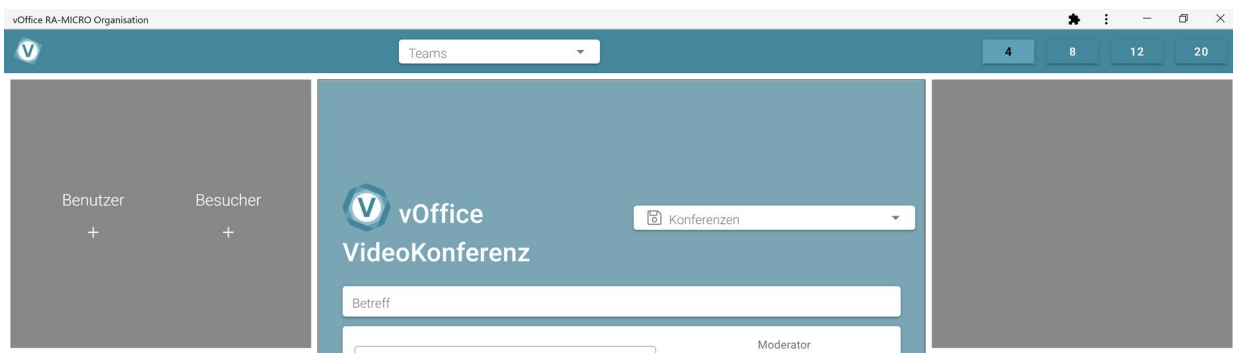 vOffice RA-MICRO Organisation
V
Teams
4 8 12 20
Benutzer Besucher
+ +
V vOffice
VideoKonferenz
Konferenzen
Betreff
Moderator